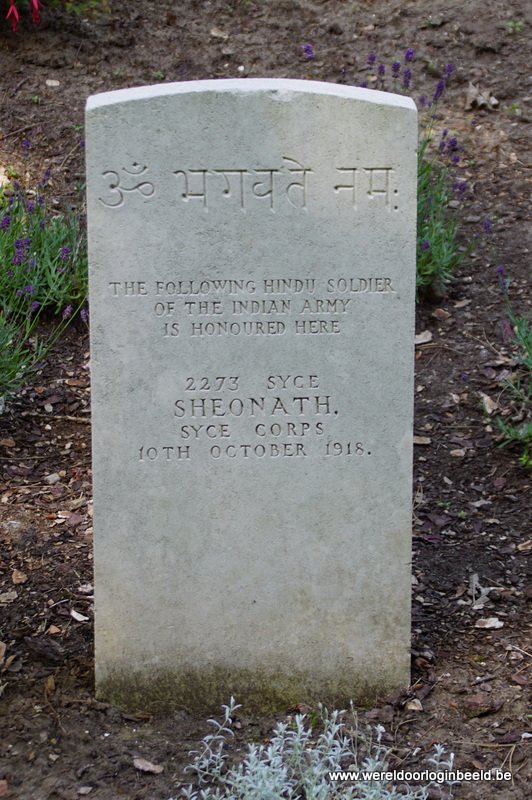 ॐ भगवते नमः
THE FOLLOWING HINDU SOLDIER
OF THE INDIAN ARMY
IS HONOURED HERE
2273 SYCE
SHEONATH.
SYCE CORPS
10TH OCTOBER 1918.
www.wereldoorloginbeeld.be